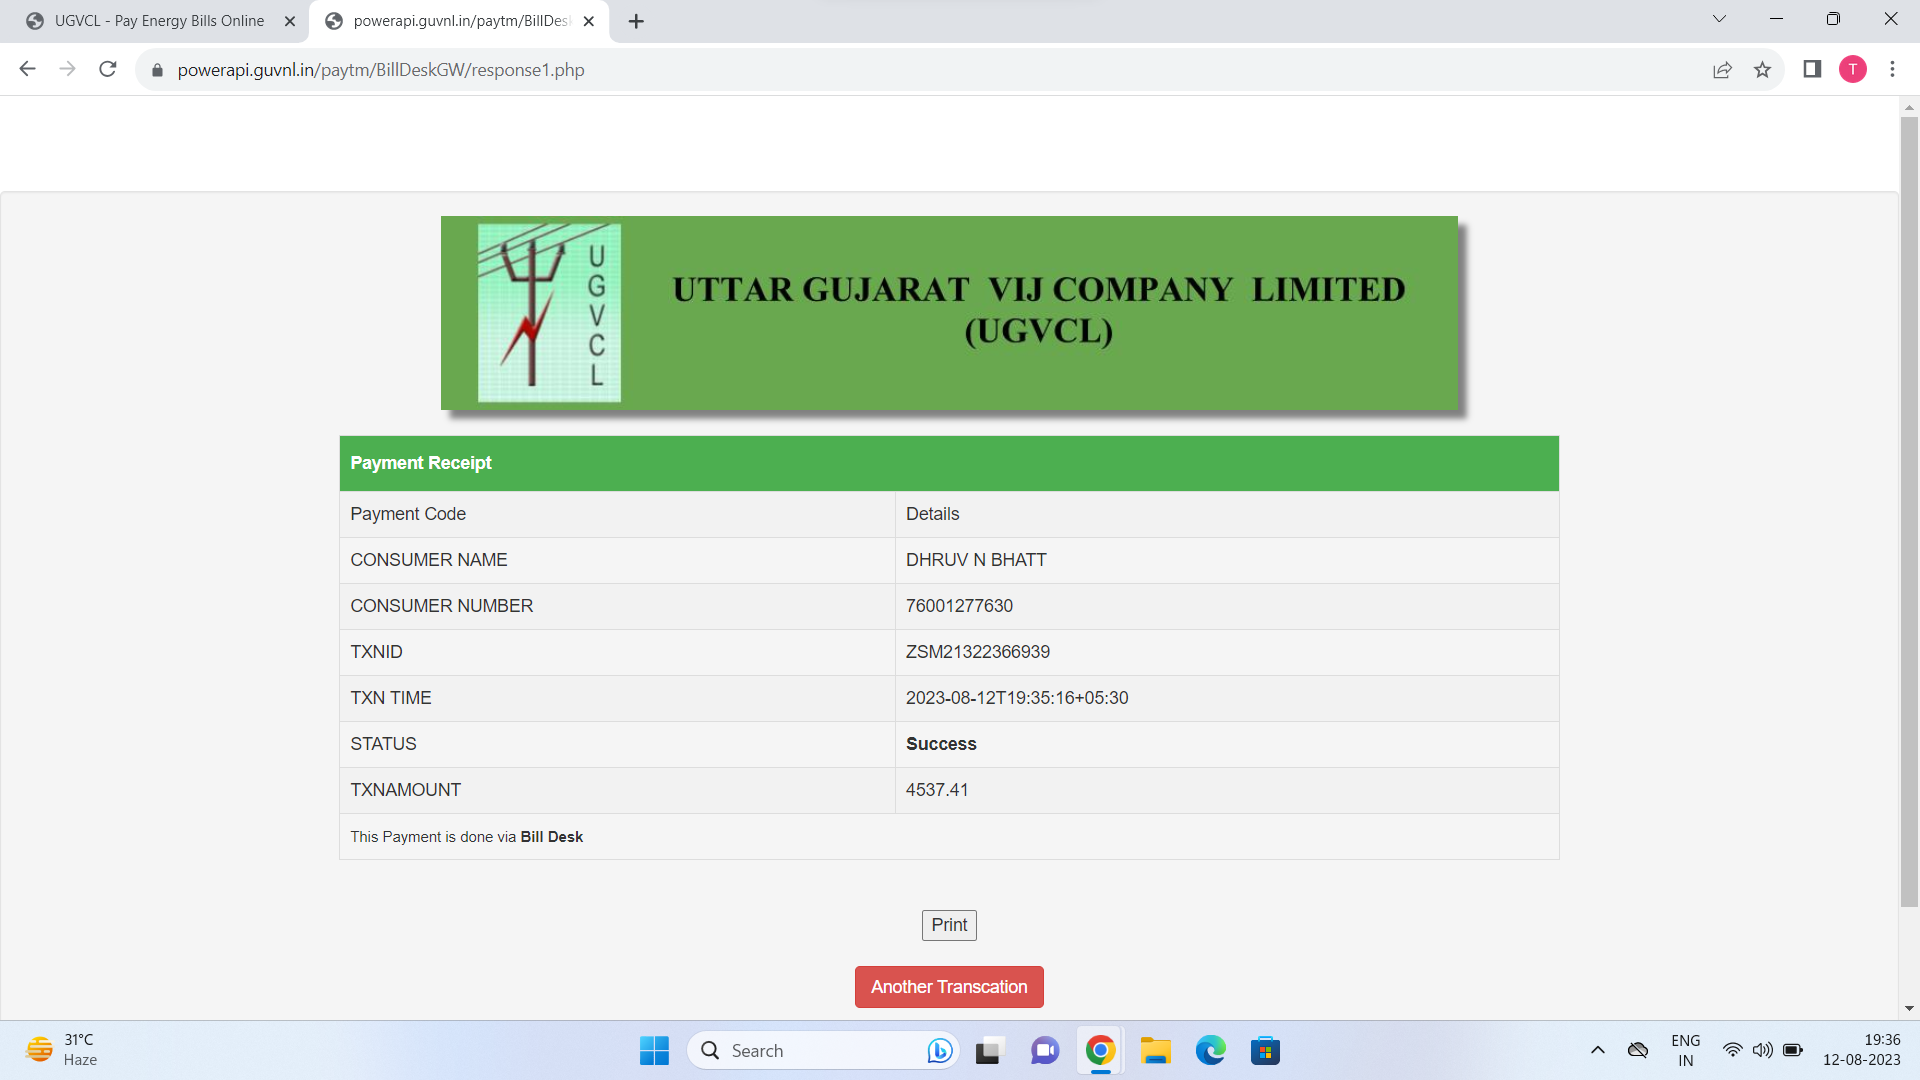 UGVCL - Pay Energy Bills Online
powerapi.guvnl.in/paytm/BillDesk
powerapi.guvnl.in/paytm/BillDeskGW/response1.php
T
UGVCL
UTTAR GUJARAT VIJ COMPANY LIMITED
(UGVCL)
Payment Receipt
Payment Code Details
CONSUMER NAME DHRUV N BHATT
CONSUMER NUMBER 76001277630
TXNID ZSM21322366939
TXN TIME 2023-08-12T19:35:16+05:30
STATUS Success
TXNAMOUNT 4537.41
This Payment is done via Bill Desk
Print
Another Transcation
31°C
Haze
Search
ENG
IN
19:36
12-08-2023